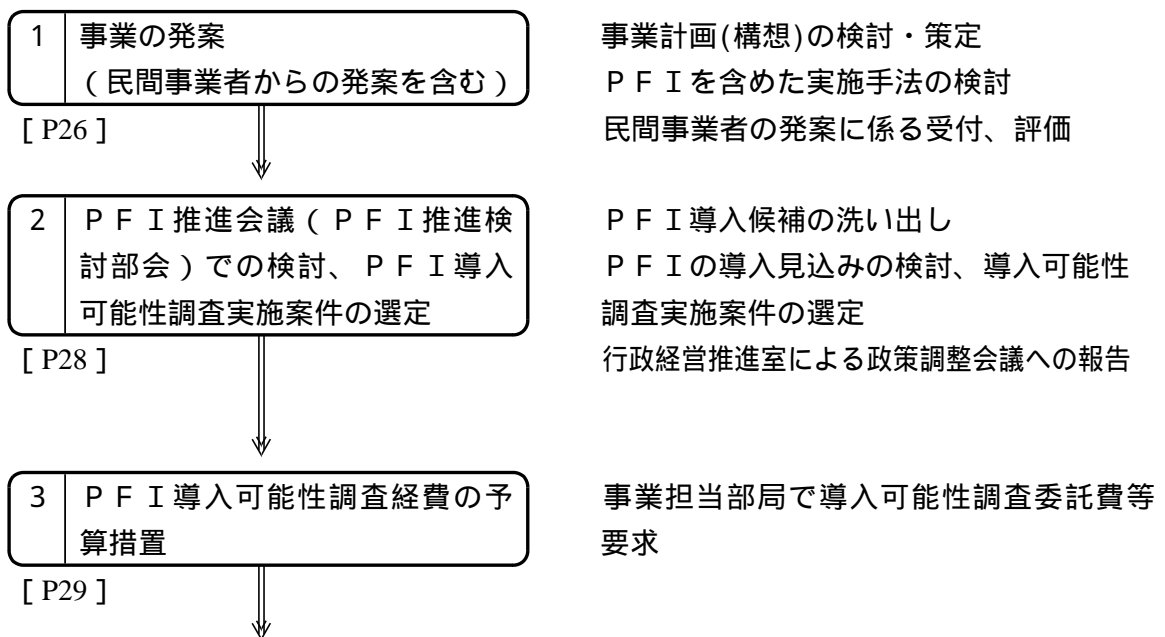 1 事業の発案
(民間事業者からの発案を含む)
[P26]
事業計画(構想)の検討・策定
PFIを含めた実施手法の検討
民間事業者の発案に係る受付、評価
2 PFI推進会議(PFI推進検
討部会)での検討、PFI導入
可能性調査実施案件の選定
[P28]
PFI導入候補の洗い出し
PFIの導入見込みの検討、導入可能性
調査実施案件の選定
行政経営推進室による政策調整会議への報告
3 PFI導入可能性調査経費の予
算措置
[P29]
事業担当部局で導入可能性調査委託費等
要求